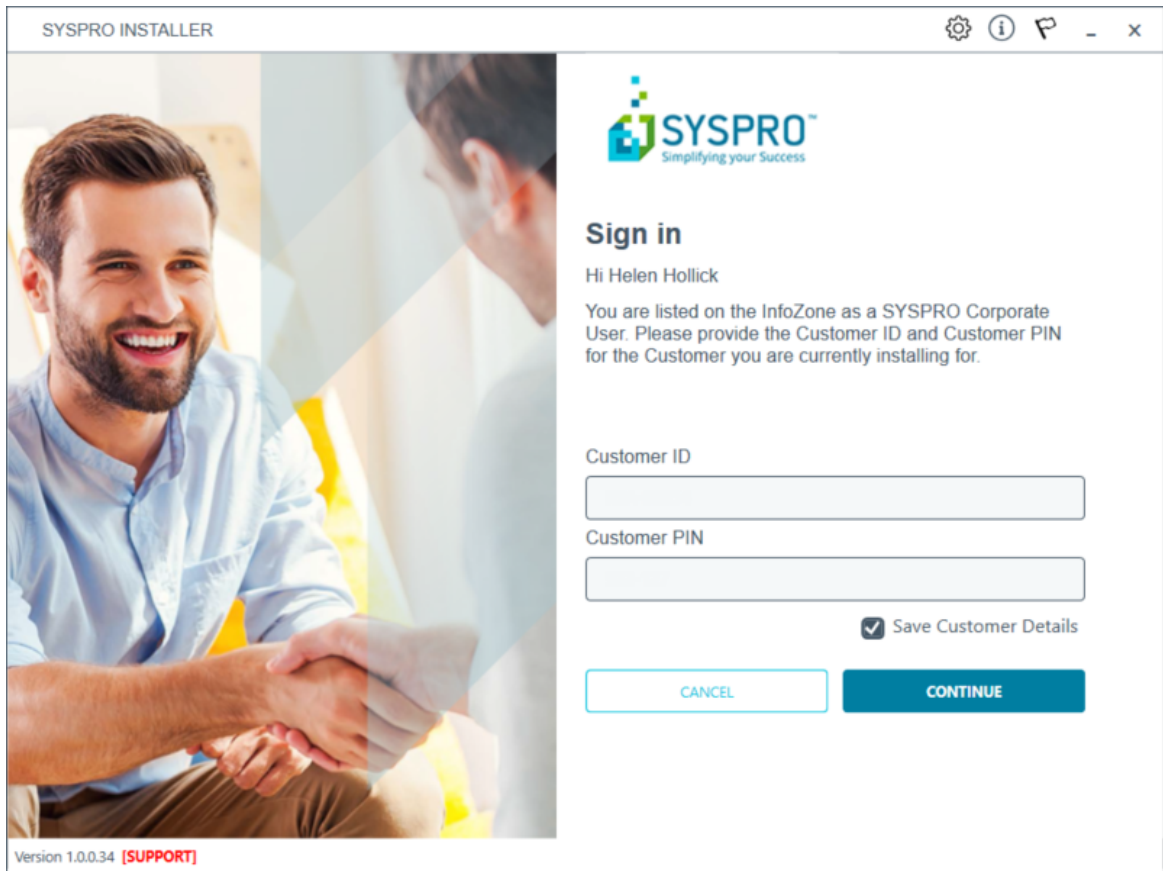 SYSPRO INSTALLER
SYSPRO™
Simplifying your Success
Sign in
Hi Helen Hollick
You are listed on the InfoZone as a SYSPRO Corporate
User. Please provide the Customer ID and Customer PIN
for the Customer you are currently installing for.
Customer ID
Customer PIN
Save Customer Details
CANCEL
CONTINUE
Version 1.0.0.34 [SUPPORT]